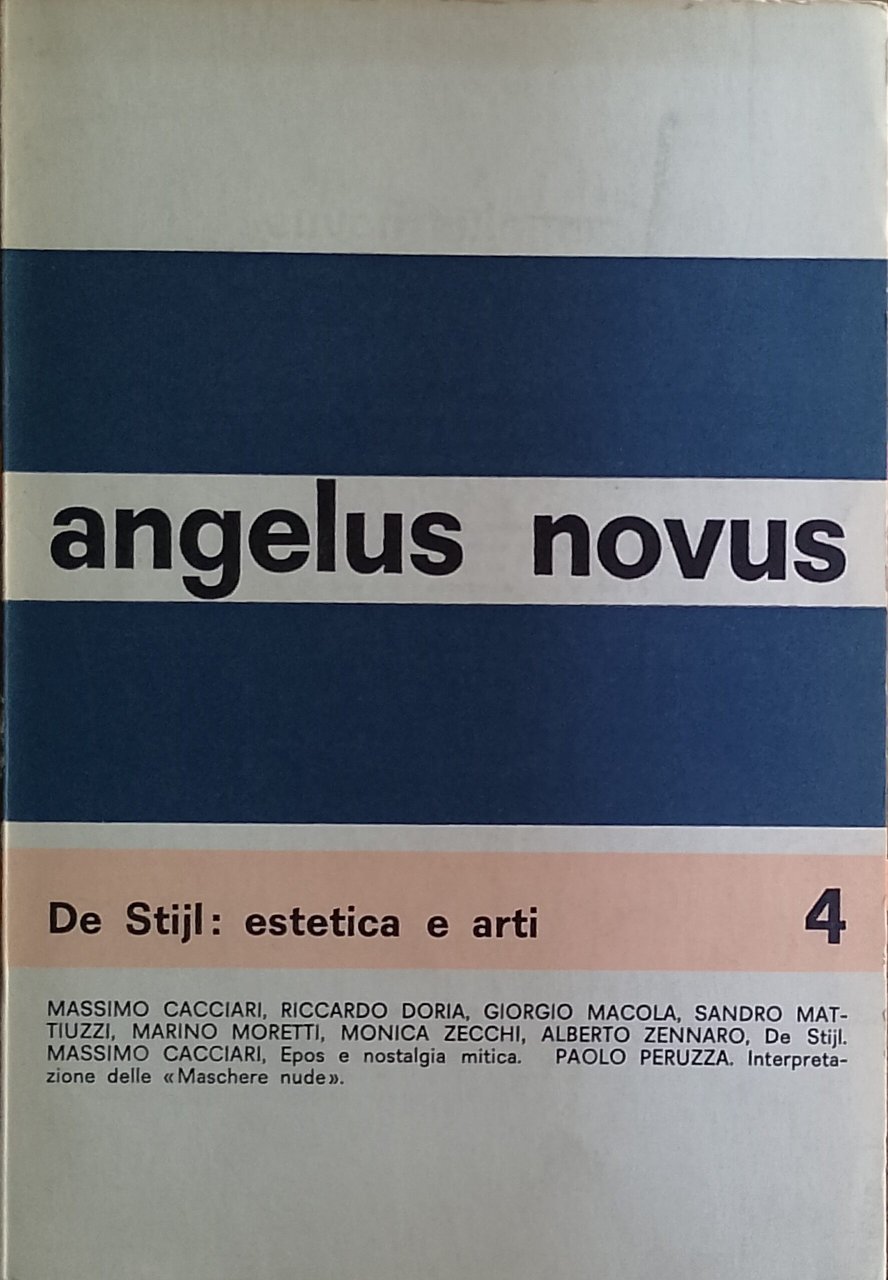 angelus novus
De Stijl: estetica e arti 4
MASSIMO CACCIARI, RICCARDO DORIA, GIORGIO MACOLA, SANDRO MAT-
TIUZZI, MARINO MORETTI, MONICA ZECCHI, ALBERTO ZENNARO, De Stijl.
MASSIMO CACCIARI, Epos e nostalgia mitica. PAOLO PERUZZA. Interpreta-
zione delle «Maschere nude».